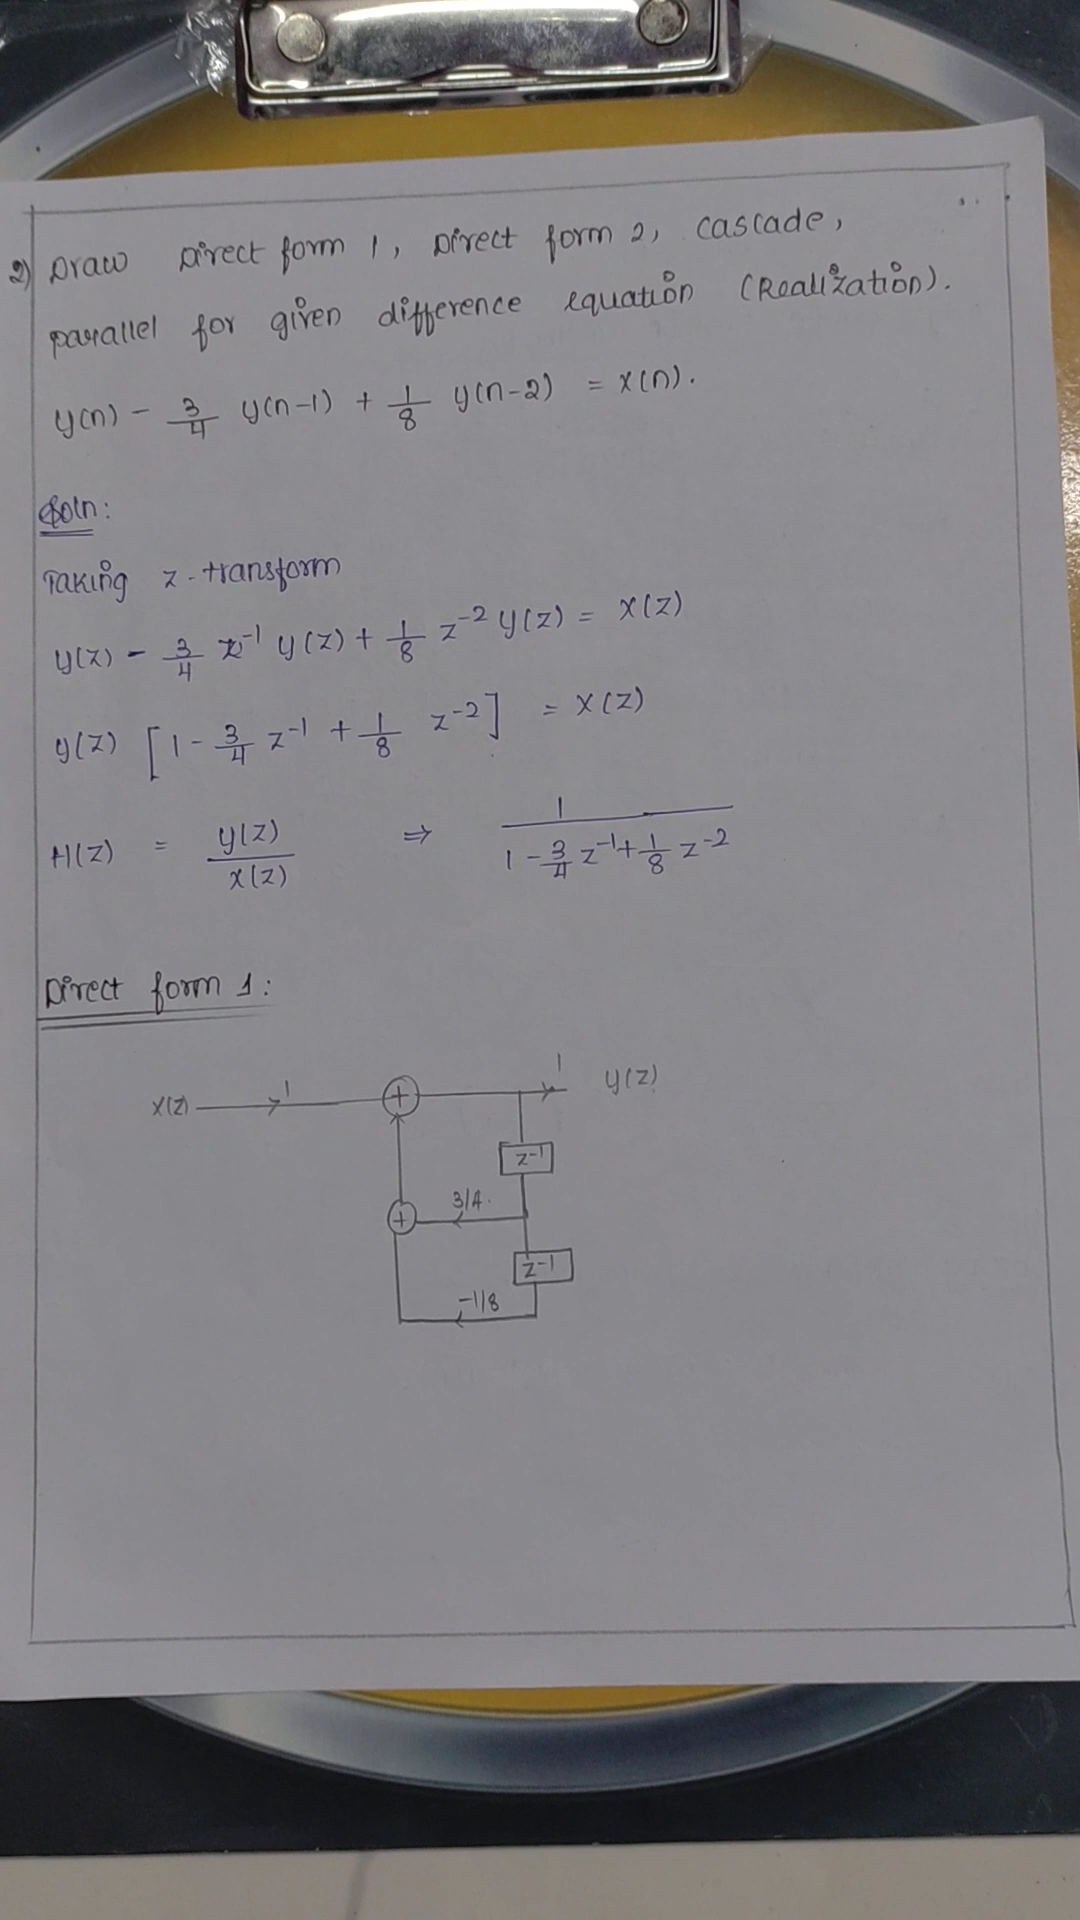 2) Draw Direct form 1, Direct form 2, cascade,
parallel for given difference equation (Realization).
y(n) - 3/4 y(n-1) + 1/8 y(n-2) = x(n).
Soln:
Taking z-transform
y(z) - 3/4 z^-1 y(z) + 1/8 z^-2 y(z) = x(z)
y(z) [1 - 3/4 z^-1 + 1/8 z^-2] = x(z)
H(z) = y(z)/x(z) ⇒ 1/(1 - 3/4 z^-1 + 1/8 z^-2)
Direct form 1:
x(z) 1 + 1 y(z)
z^-1
+ 3/4
z^-1
-1/8